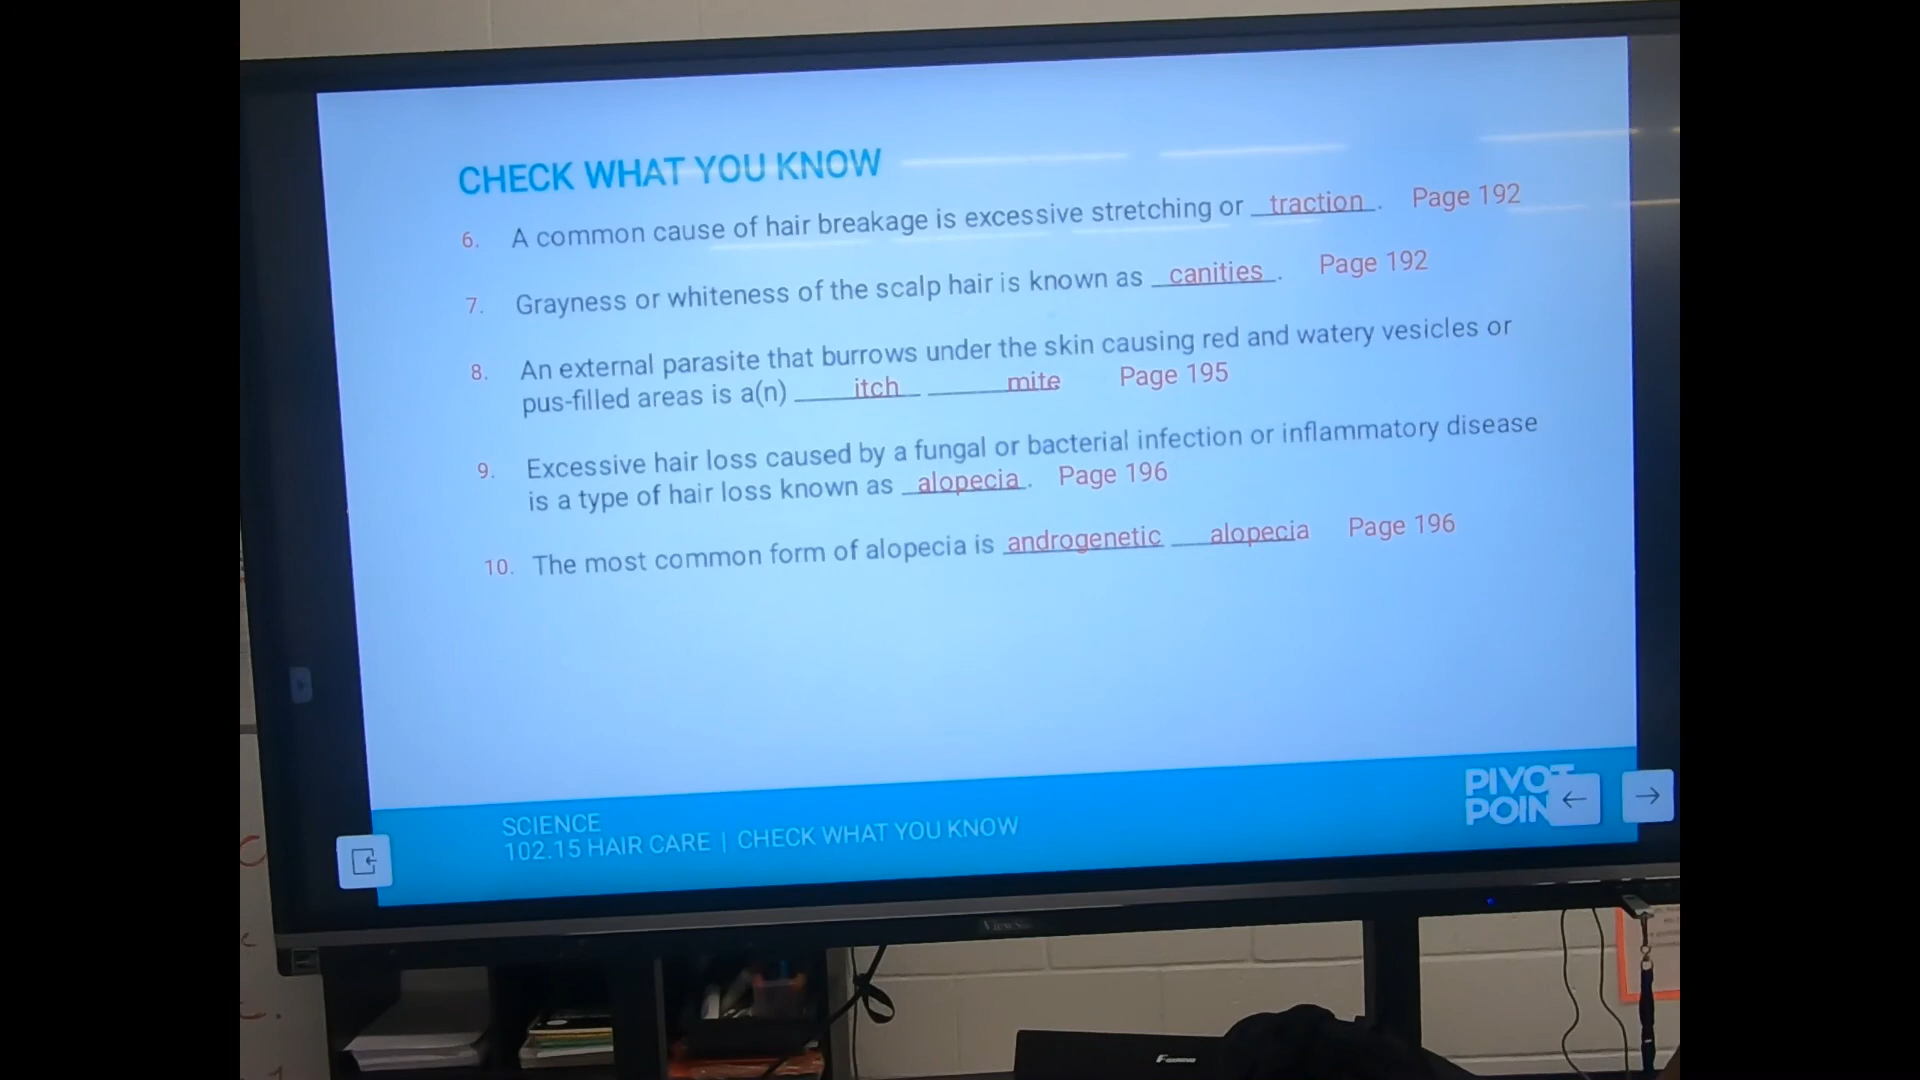 CHECK WHAT YOU KNOW
6. A common cause of hair breakage is excessive stretching or traction. Page 192
7. Grayness or whiteness of the scalp hair is known as canities. Page 192
8. An external parasite that burrows under the skin causing red and watery vesicles or
pus-filled areas is a(n) itch mite Page 195
9. Excessive hair loss caused by a fungal or bacterial infection or inflammatory disease
is a type of hair loss known as alopecia. Page 196
10. The most common form of alopecia is androgenetic alopecia Page 196
PIVOT
POIN
SCIENCE
102.15 HAIR CARE | CHECK WHAT YOU KNOW